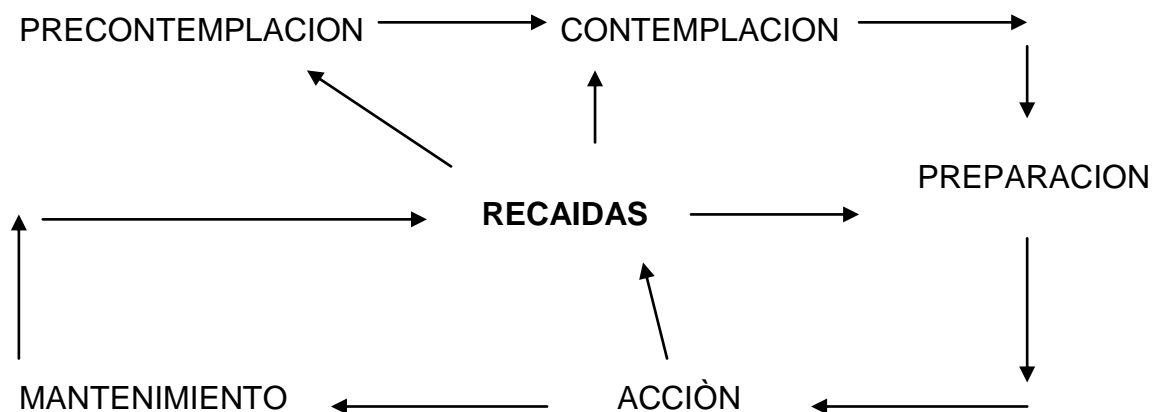 PRECONTEMPLACION CONTEMPLACION
PREPARACION
RECAIDAS
MANTENIMIENTO ACCIÒN